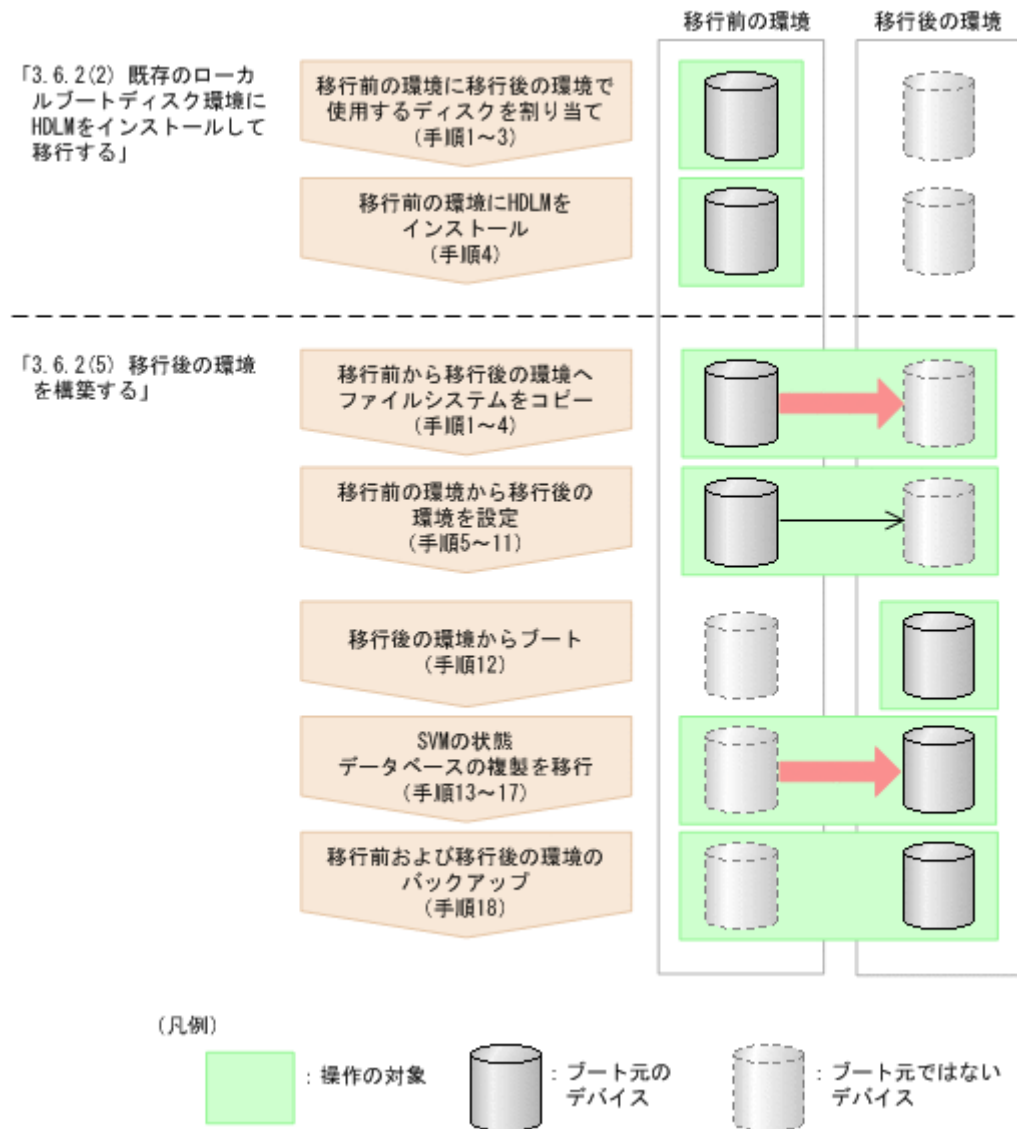 移行前の環境
移行後の環境
「3.6.2(2) 既存のローカ
ルブートディスク環境に
HDLMをインストールして
移行する」
移行前の環境に移行後の環境で
使用するディスクを割り当て
(手順1～3)
移行前の環境にHDLMを
インストール
(手順4)
「3.6.2(5) 移行後の環境
を構築する」
移行前から移行後の環境へ
ファイルシステムをコピー
(手順1～4)
移行前の環境から移行後の
環境を設定
(手順5～11)
移行後の環境からブート
(手順12)
SVMの状態
データベースの複製を移行
(手順13～17)
移行前および移行後の環境の
バックアップ
(手順18)
(凡例)
：操作の対象
：ブート元の
デバイス
：ブート元ではない
デバイス